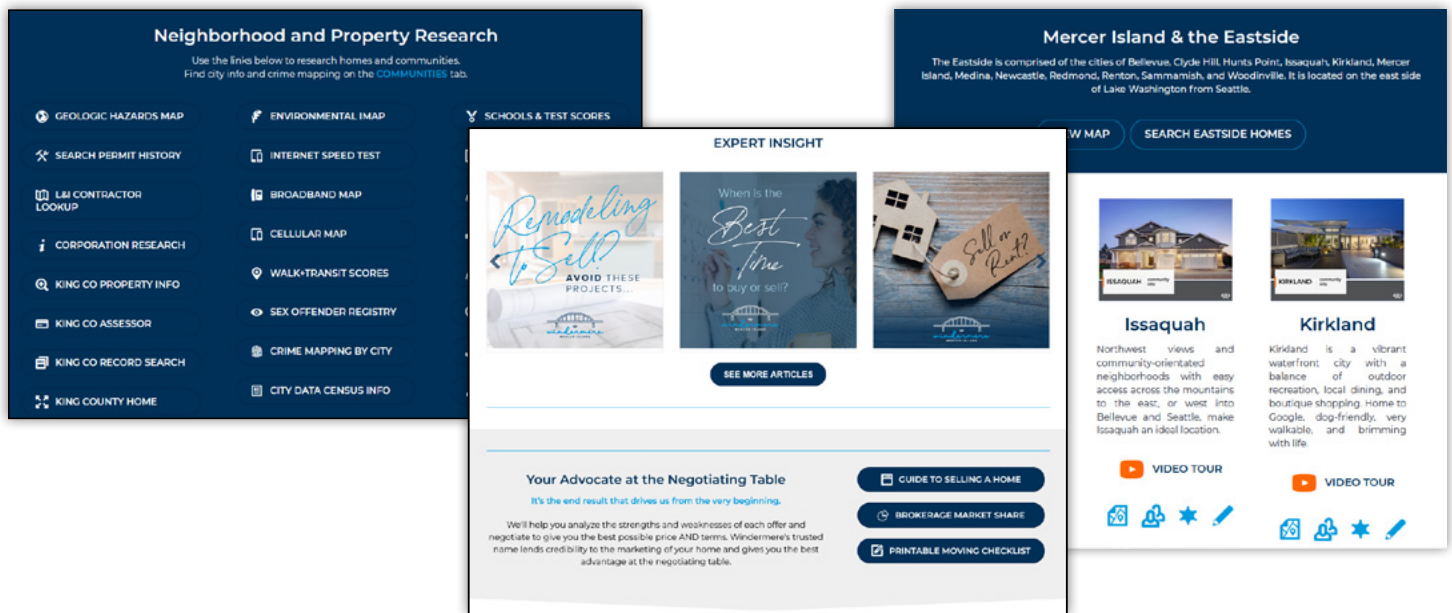 Neighborhood and Property Research
Use the links below to research homes and communities.
Find city info and crime mapping on the COMMUNITIES tab.
GEOLOGIC HAZARDS MAP
SEARCH PERMIT HISTORY
L&I CONTRACTOR
LOOKUP
CORPORATION RESEARCH
KING CO PROPERTY INFO
KING CO ASSESSOR
KING CO RECORD SEARCH
KING COUNTY HOME
ENVIRONMENTAL IMAP
INTERNET SPEED TEST
BROADBAND MAP
CELLULAR MAP
WALK+TRANSIT SCORES
SEX OFFENDER REGISTRY
CRIME MAPPING BY CITY
CITY DATA CENSUS INFO
SCHOOLS & TEST SCORES
EXPERT INSIGHT
Remodeling
to Sell?
AVOID THESE
PROJECTS...
windermere
MERCER ISLAND
When is the
Best
Time
to buy or sell?
windermere
MERCER ISLAND
Sell or
Rent?
windermere
MERCER ISLAND
SEE MORE ARTICLES
Your Advocate at the Negotiating Table
It's the end result that drives us from the very beginning.
We'll help you analyze the strengths and weaknesses of each offer and
negotiate to give you the best possible price AND terms. Windermere's trusted
name lends credibility to the marketing of your home and gives you the best
advantage at the negotiating table.
GUIDE TO SELLING A HOME
BROKERAGE MARKET SHARE
PRINTABLE MOVING CHECKLIST
Mercer Island & the Eastside
The Eastside is comprised of the cities of Bellevue, Clyde Hill, Hunts Point, Issaquah, Kirkland, Mercer
Island, Medina, Newcastle, Redmond, Renton, Sammamish, and Woodinville. It is located on the east side
of Lake Washington from Seattle.
W MAP
SEARCH EASTSIDE HOMES
ISSAQUAH
community
Issaquah
Northwest views and
community-orientated
neighborhoods with easy
access across the mountains
to the east, or west into
Bellevue and Seattle, make
Issaquah an ideal location.
VIDEO TOUR
KIRKLAND
community
Kirkland
Kirkland is a vibrant
waterfront city with a
balance of outdoor
recreation, local dining, and
boutique shopping. Home to
Google, dog-friendly, very
walkable, and brimming
with life.
VIDEO TOUR